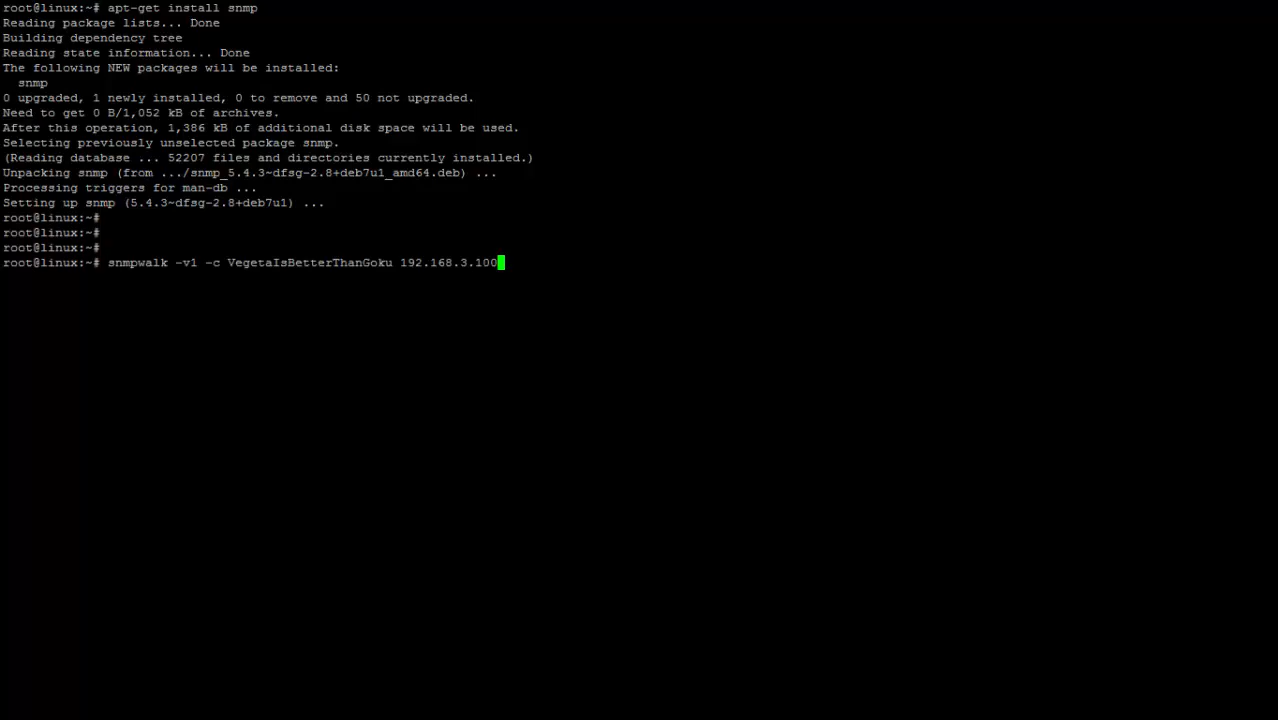 root@linux:~# apt-get install snmp
Reading package lists... Done
Building dependency tree
Reading state information... Done
The following NEW packages will be installed:
  snmp
0 upgraded, 1 newly installed, 0 to remove and 50 not upgraded.
Need to get 0 B/1,052 kB of archives.
After this operation, 1,386 kB of additional disk space will be used.
Selecting previously unselected package snmp.
(Reading database ... 52207 files and directories currently installed.)
Unpacking snmp (from .../snmp_5.4.3~dfsg-2.8+deb7u1_amd64.deb) ...
Processing triggers for man-db ...
Setting up snmp (5.4.3~dfsg-2.8+deb7u1) ...
root@linux:~#
root@linux:~#
root@linux:~#
root@linux:~# snmpwalk -v1 -c VegetaIsBetterThanGoku 192.168.3.100